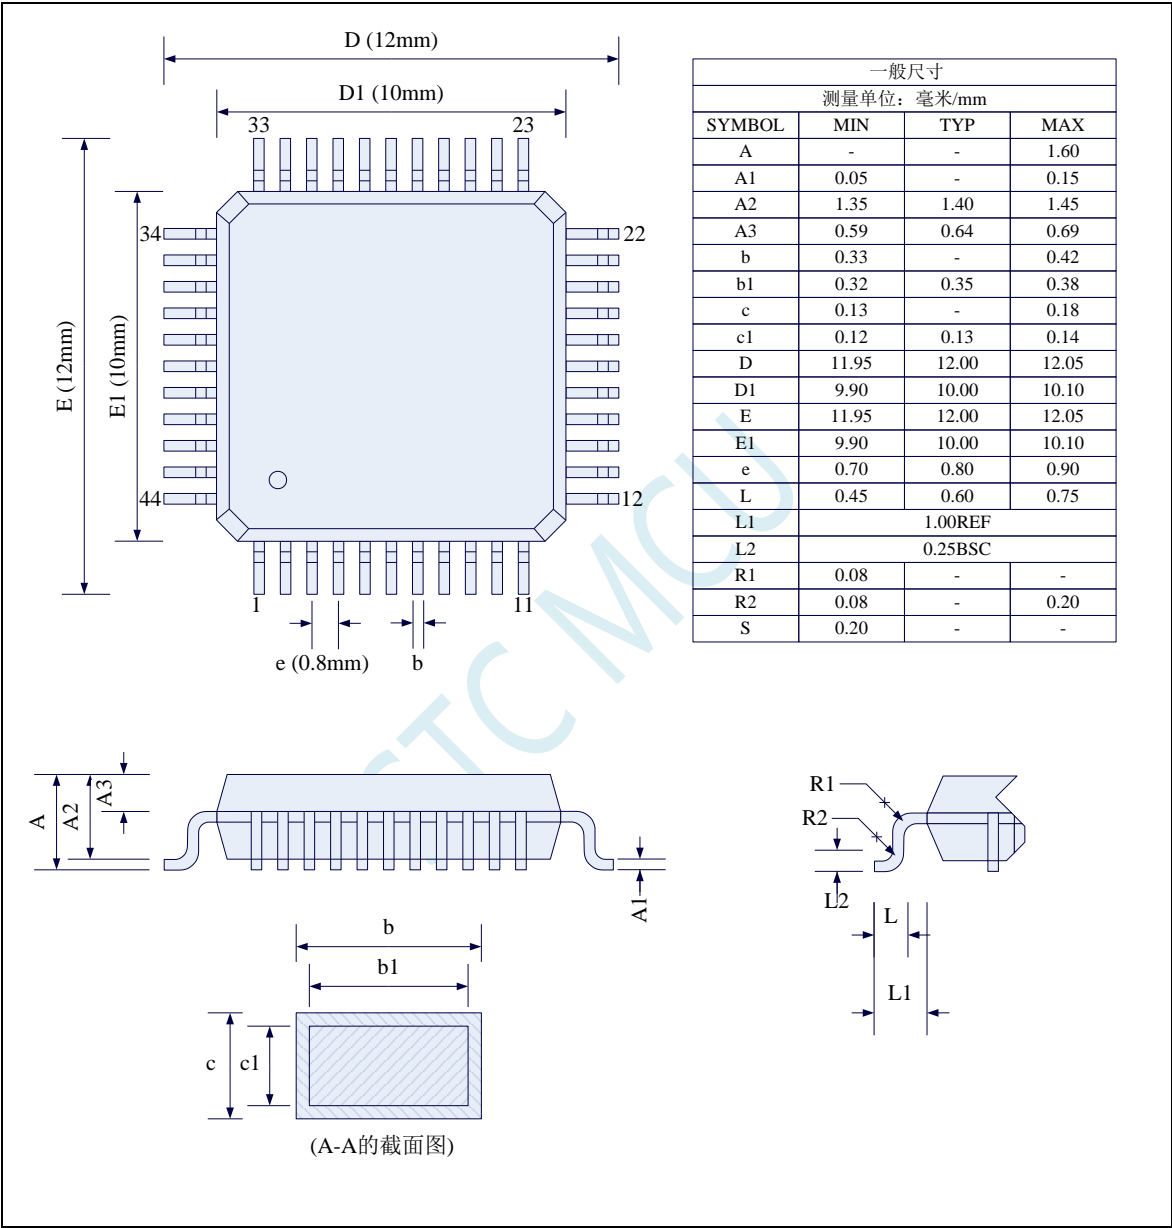 D (12mm)
D1 (10mm)
33 23
34 22
44 12
1 11
E (12mm)
E1 (10mm)
e (0.8mm) b
一般尺寸
测量单位：毫米/mm
SYMBOL MIN TYP MAX
A - - 1.60
A1 0.05 - 0.15
A2 1.35 1.40 1.45
A3 0.59 0.64 0.69
b 0.33 - 0.42
b1 0.32 0.35 0.38
c 0.13 - 0.18
c1 0.12 0.13 0.14
D 11.95 12.00 12.05
D1 9.90 10.00 10.10
E 11.95 12.00 12.05
E1 9.90 10.00 10.10
e 0.70 0.80 0.90
L 0.45 0.60 0.75
L1 1.00REF
L2 0.25BSC
R1 0.08 - -
R2 0.08 - 0.20
S 0.20 - -
STC MCU
A
A2
A3
A1
R1
R2
L2
L
L1
b
b1
c c1
(A-A的截面图)